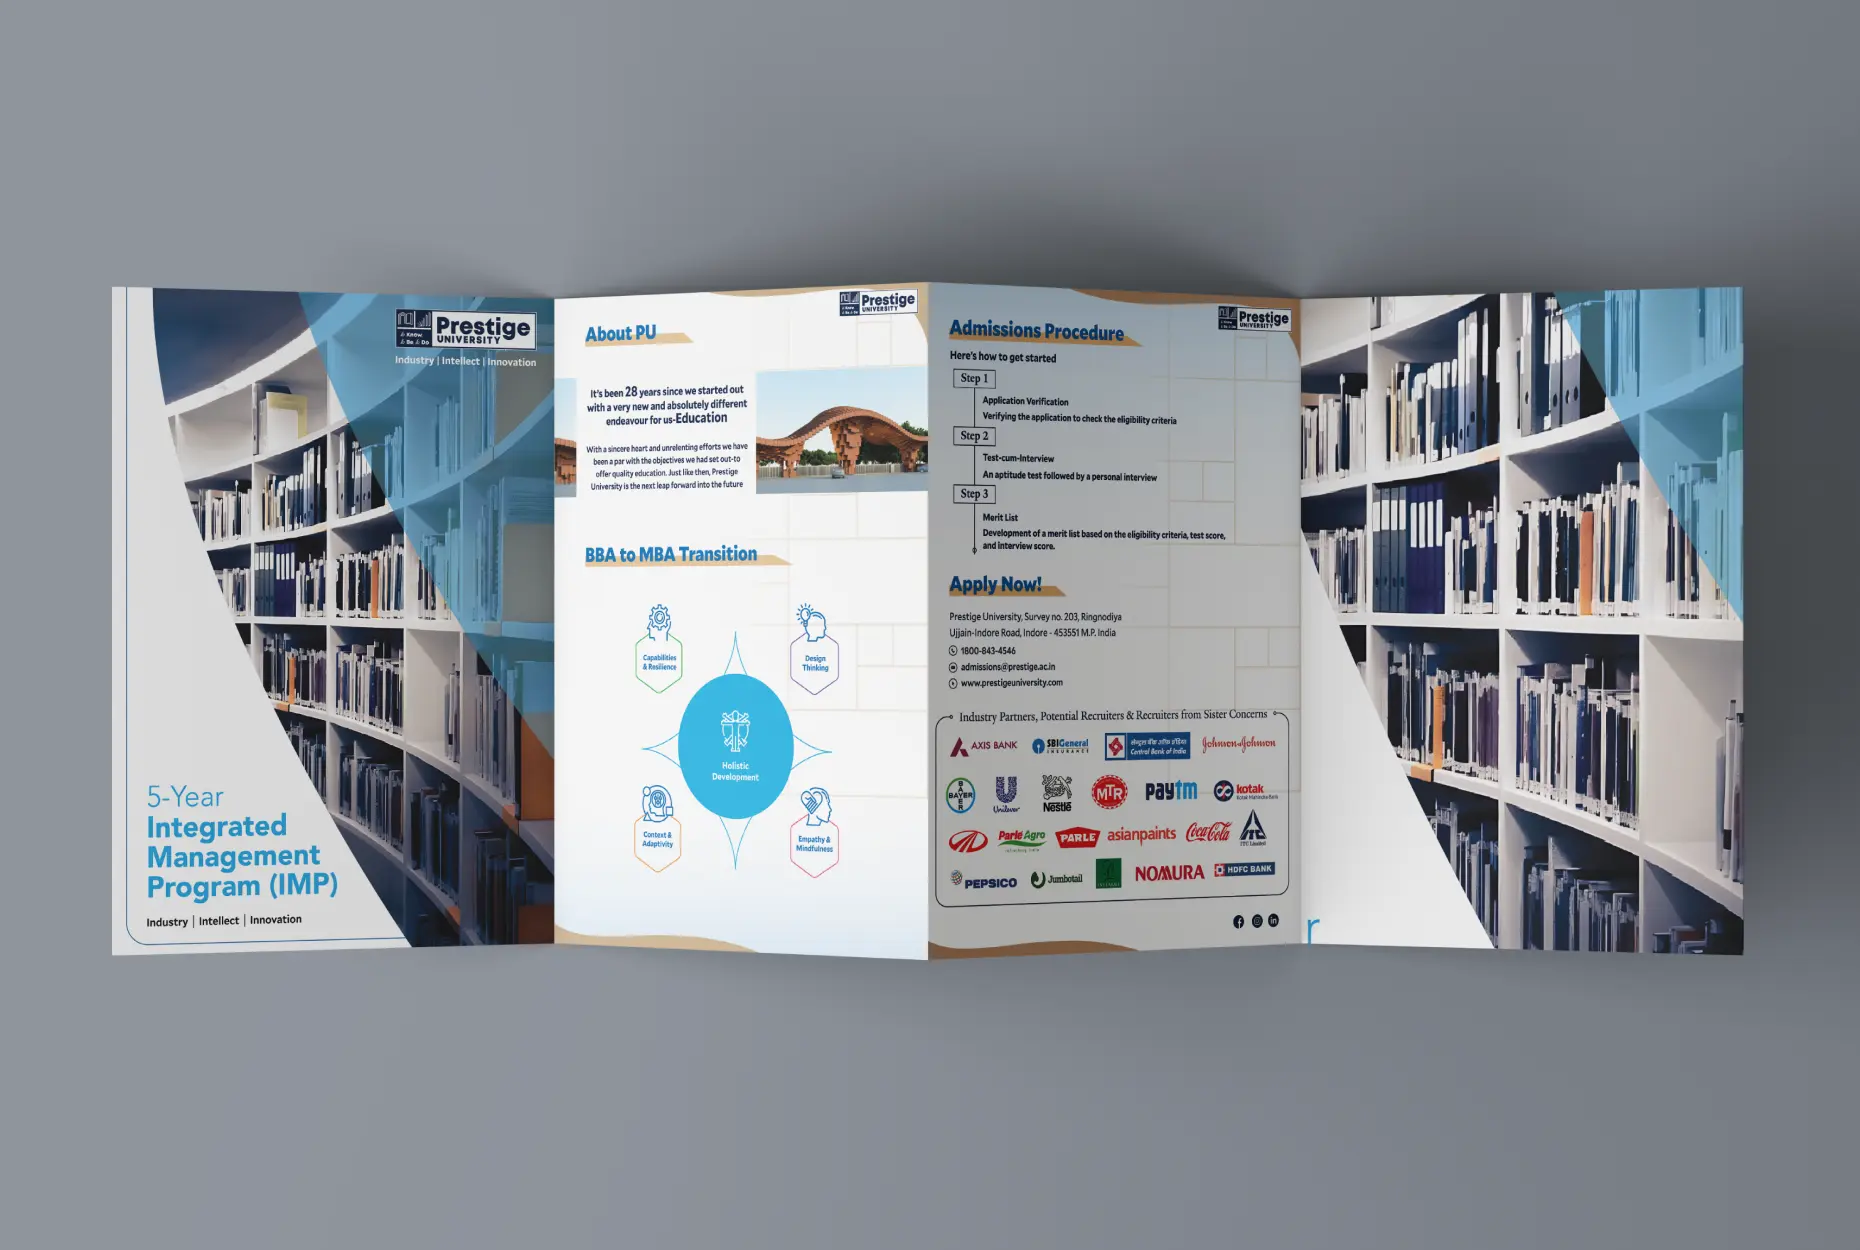 Prestige
UNIVERSITY
to Know
to Be to Do
Industry | Intellect | Innovation
5-Year
Integrated
Management
Program (IMP)
Industry | Intellect | Innovation
Prestige
UNIVERSITY
About PU
It's been 28 years since we started out
with a very new and absolutely different
endeavour for us-Education
With a sincere heart and unrelenting efforts we have
been a par with the objectives we had set out-to
offer quality education. Just like then, Prestige
University is the next leap forward into the future
BBA to MBA Transition
Capabilities
& Resilience
Design
Thinking
Holistic
Development
Context &
Adaptivity
Empathy &
Mindfulness
Prestige
UNIVERSITY
Admissions Procedure
Here's how to get started
Step 1
Application Verification
Verifying the application to check the eligibility criteria
Step 2
Test-cum-Interview
An aptitude test followed by a personal interview
Step 3
Merit List
Development of a merit list based on the eligibility criteria, test score,
and interview score.
Apply Now!
Prestige University, Survey no. 203, Ringnodiya
Ujjain-Indore Road, Indore - 453551 M.P. India
1800-843-4546
admissions@prestige.ac.in
www.prestigeuniversity.com
Industry Partners, Potential Recruiters & Recruiters from Sister Concerns
AXIS BANK
SBIGeneral
INSURANCE
सेन्ट्रल बैंक ऑफ इंडिया
Central Bank of India
Johnson & Johnson
BAYER
BAYER
Unilever
Nestlé
MTR
paytm
kotak
Kotak Mahindra Bank
Parle Agro
PARLE
asianpaints
Coca-Cola
ITC Limited
PEPSICO
Jumbotail
NOMURA
HDFC BANK
r